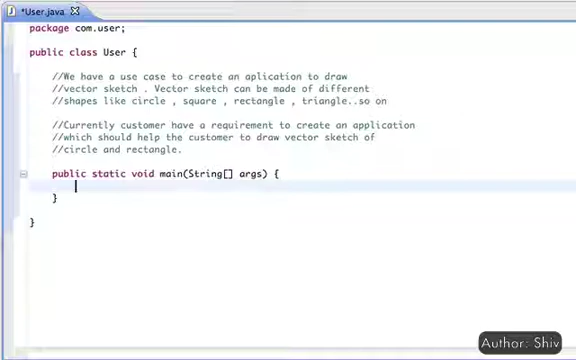 *User.java
package com.user;
public class User {
//We have a use case to create an aplication to draw
//vector sketch . Vector sketch can be made of different
//shapes like circle , square , rectangle , triangle..so on
//Currently customer have a requirement to create an application
//which should help the customer to draw vector sketch of
//circle and rectangle.
public static void main(String[] args) {
}
}
Author: Shiv